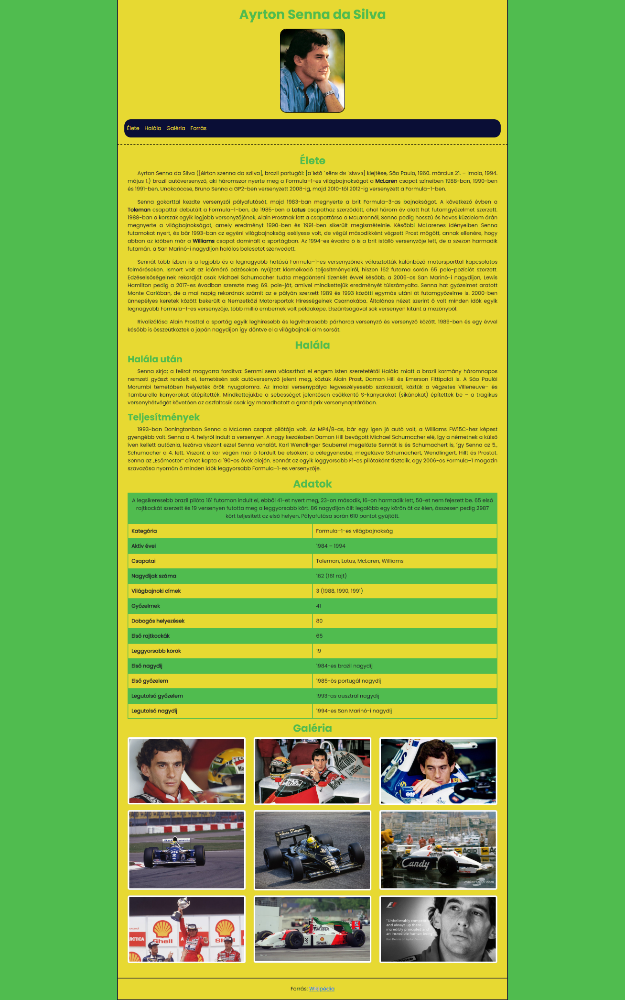 Ayrton Senna da Silva
Élete Halála Galéria Forrás
Élete
Ayrton Senna da Silva ([áirton szenna da szilva], brazil portugál: [aˈiʁtõ ˈsẽnɐ dɐ ˈsiwvɐ] kiejtése, São Paulo, 1960. március 21. – Imola, 1994.
május 1.) brazil autóversenyző, aki háromszor nyerte meg a Formula–1-es világbajnokságot a McLaren csapat színeiben 1988-ban, 1990-ben
és 1991-ben. Unokaöccse, Bruno Senna a GP2-ben versenyzett 2008-ig, majd 2010-től 2012-ig versenyzett a Formula–1-ben.
Senna gokarttal kezdte versenyzői pályafutását, majd 1983-ban megnyerte a brit Formula–3-as bajnokságot. A következő évben a
Toleman csapattal debütált a Formula–1-ben, de 1985-ben a Lotus csapathoz szerződött, ahol három év alatt hat futamgyőzelmet szerzett.
1988-ban a korszak egyik legjobb versenyzőjének, Alain Prostnak lett a csapattársa a McLarennél, Senna pedig hosszú és heves küzdelem árán
megnyerte a világbajnokságot, amely eredményt 1990-ben és 1991-ben sikerült megismételnie. Későbbi McLarenes idényeiben Senna
futamokat nyert, és bár 1993-ban az egyéni világbajnokság esélyese volt, de végül másodikként végzett Prost mögött, annak ellenére, hogy
abban az időben már a Williams csapat dominált a sportágban. Az 1994-es évadra ő is a brit istálló versenyzője lett, de a szezon harmadik
futamán, a San Marinó-i nagydíjon halálos balesetet szenvedett.
Sennát több ízben is a legjobb és a legnagyobb hatású Formula–1-es versenyzőnek választották különböző motorsporttal kapcsolatos
felméréseken. Ismert volt az időmérő edzéseken nyújtott kiemelkedő teljesítményeiről, hiszen 162 futama során 65 pole-pozíciót szerzett.
Edzéselsőségeinek rekordját csak Michael Schumacher tudta megdönteni tizenkét évvel később, a 2006-os San Marinó-i nagydíjon, Lewis
Hamilton pedig a 2017-es évadban szerezte meg 69. pole-ját, amivel mindkettejük eredményét túlszárnyalta. Senna hat győzelmet aratott
Monte Carlóban, de a mai napig rekordnak számít az e pályán szerzett 1989 és 1993 közötti egymás utáni öt futamgyőzelme is. 2000-ben
ünnepélyes keretek között bekerült a Nemzetközi Motorsportok Hírességeinek Csarnokába. Általános nézet szerint ő volt minden idők egyik
legnagyobb Formula–1-es versenyzője, több millió embernek volt példaképe. Elszántságával sok versenyen kitűnt a mezőnyből.
Rivalizálása Alain Prosttal a sportág egyik leghíresebb és legviharosabb párharca versenyző és versenyző között. 1989-ben és egy évvel
később is összeütköztek a japán nagydíjon így döntve el a világbajnoki cím sorsát.
Halála
Halála után
Senna sírja; a felirat magyarra fordítva: Semmi sem választhat el engem Isten szeretetétől Halála miatt a brazil kormány háromnapos
nemzeti gyászt rendelt el, temetésén sok autóversenyző jelent meg, köztük Alain Prost, Damon Hill és Emerson Fittipaldi is. A São Paulói
Morumbi temetőben helyezték örök nyugalomra. Az imolai versenypálya legveszélyesebb szakaszait, köztük a végzetes Villeneuve– és
Tamburello kanyarokat átépítették. Mindkettejükbe a sebességet jelentősen csökkentő S-kanyarokat (sikánokat) építettek be – a tragikus
versenyhétvégét követően az aszfaltcsík csak így maradhatott a grand prix versenynaptárában.
Teljesítmények
1993-ban Doningtonban Senna a McLaren csapat pilótája volt. Az MP4/8-as, bár egy igen jó autó volt, a Williams FW15C-hez képest
gyengébb volt. Senna a 4. helyről indult a versenyen. A nagy kezdésben Damon Hill bevágott Michael Schumacher elé, így a németnek a külső
íven kellett autóznia, lezárva viszont ezzel Senna vonalát. Karl Wendlinger Sauberrel megelőzte Sennát is és Schumachert is, így Senna az 5.,
Schumacher a 4. lett. Viszont a kör végén már ő fordult be elsőként a célegyenesbe, megelőzve Schumachert, Wendlingert, Hillt és Prostot.
Senna az „Esőmester" címet kapta a '90-es évek elején. Sennát az egyik leggyorsabb F1-es pilótaként tisztelik, egy 2006-os Formula–1 magazin
szavazása nyomán ő minden idők leggyorsabb Formula–1-es versenyzője.
Adatok
A legsikeresebb brazil pilóta 161 futamon indult el, ebből 41-et nyert meg, 23-on második, 16-on harmadik lett, 50-et nem fejezett be. 65 első
rajtkockát szerzett és 19 versenyen futotta meg a leggyorsabb kört. 86 nagydíjon állt legalább egy körön át az élen, összesen pedig 2987
kört teljesített az első helyen. Pályafutása során 610 pontot gyűjtött.
Kategória Formula–1-es világbajnokság
Aktív évei 1984 – 1994
Csapatai Toleman, Lotus, McLaren, Williams
Nagydíjak száma 162 (161 rajt)
Világbajnoki címek 3 (1988, 1990, 1991)
Győzelmek 41
Dobogós helyezések 80
Első rajtkockák 65
Leggyorsabb körök 19
Első nagydíj 1984-es brazil nagydíj
Első győzelem 1985-ös portugál nagydíj
Legutolsó győzelem 1993-as ausztrál nagydíj
Legutolsó nagydíj 1994-es San Marinó-i nagydíj
Galéria
BOSS
Marlboro
HONDA
Marlboro
elf
elf
2
12
Candy
Segafredo
Agip
motorsport.com
Shell
Shell
Marlboro
Shell
F1
"Unbelievably competitive,
and always up there -
incredibly principled and
an incredible human being
Ron Dennis on Ayrton Senna
Forrás: Wikipédia